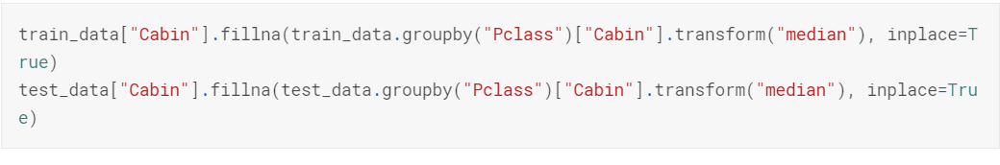 train_data["Cabin"].fillna(train_data.groupby("Pclass")["Cabin"].transform("median"), inplace=T
rue)
test_data["Cabin"].fillna(test_data.groupby("Pclass")["Cabin"].transform("median"), inplace=Tru
e)